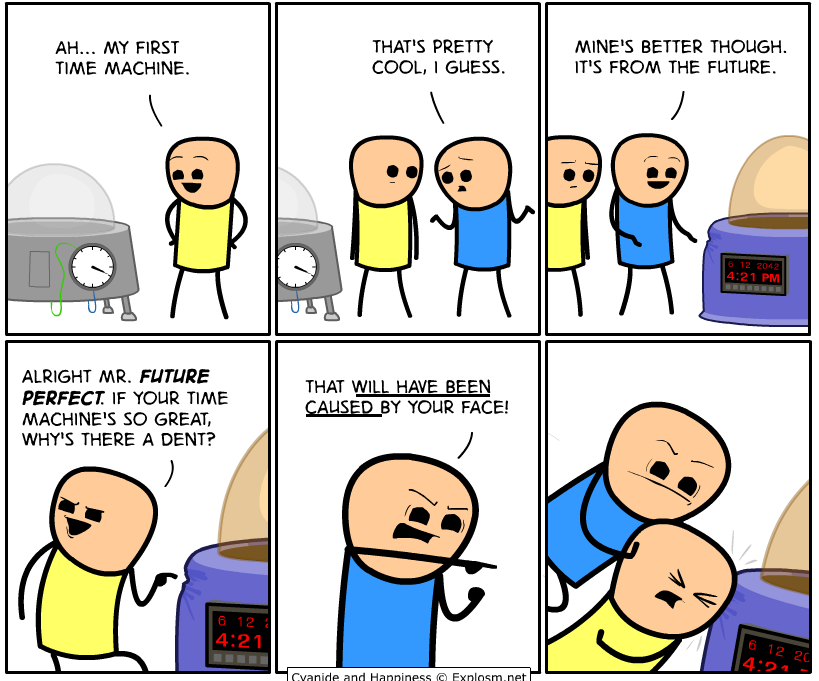 AH... MY FIRST
TIME MACHINE.
THAT'S PRETTY
COOL, I GUESS.
MINE'S BETTER THOUGH.
IT'S FROM THE FUTURE.
6 12 2042
4:21 PM
ALRIGHT MR. FUTURE
PERFECT. IF YOUR TIME
MACHINE'S SO GREAT,
WHY'S THERE A DENT?
6 12 2
4:21
THAT WILL HAVE BEEN
CAUSED BY YOUR FACE!
6 12 20
4:21
Cyanide and Happiness © Explosm.net